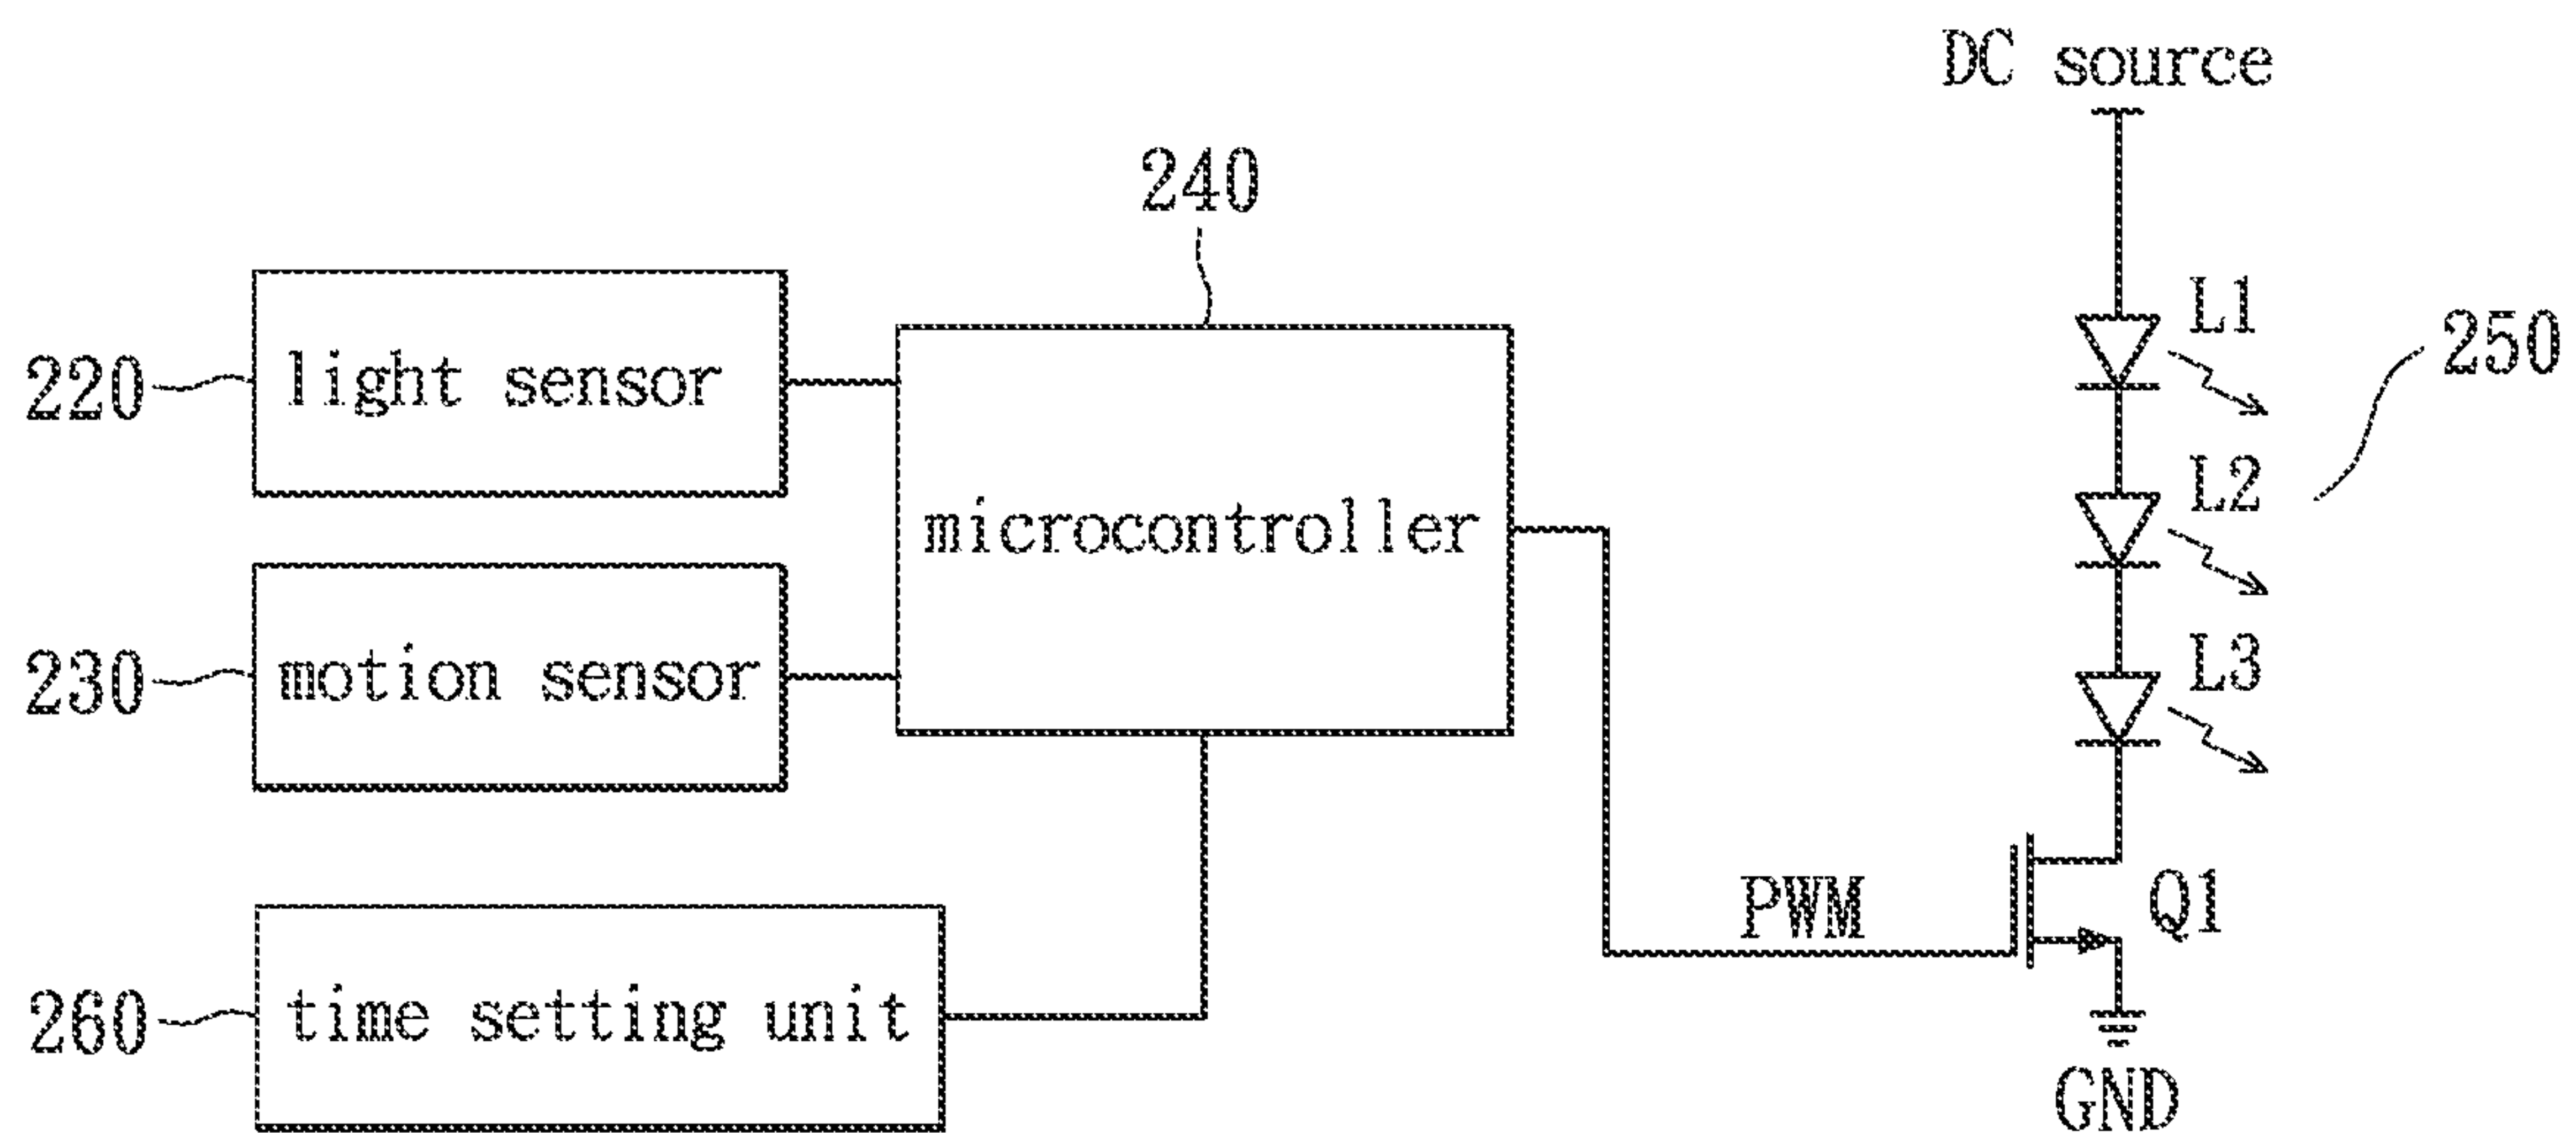 DC source
240
L1
250
220
light sensor
L2
microcontroller
L3
230
motion sensor
PWM
Q1
260
time setting unit
GND